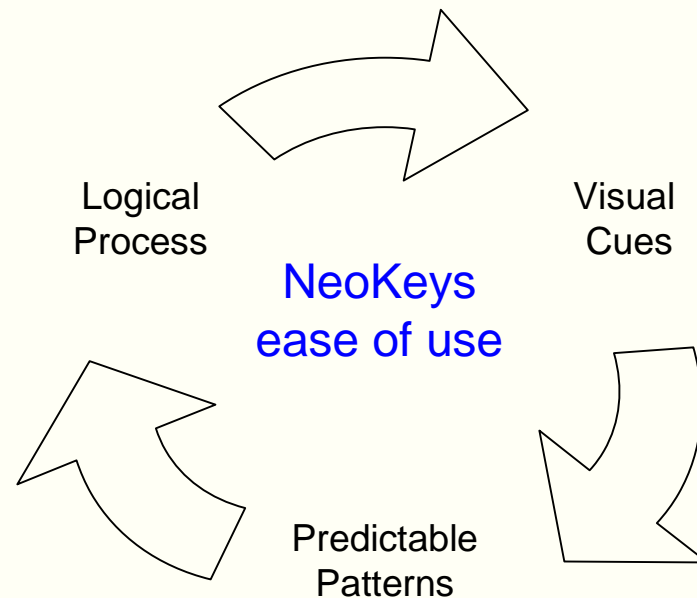 Logical
Process
Visual
Cues
NeoKeys
ease of use
Predictable
Patterns